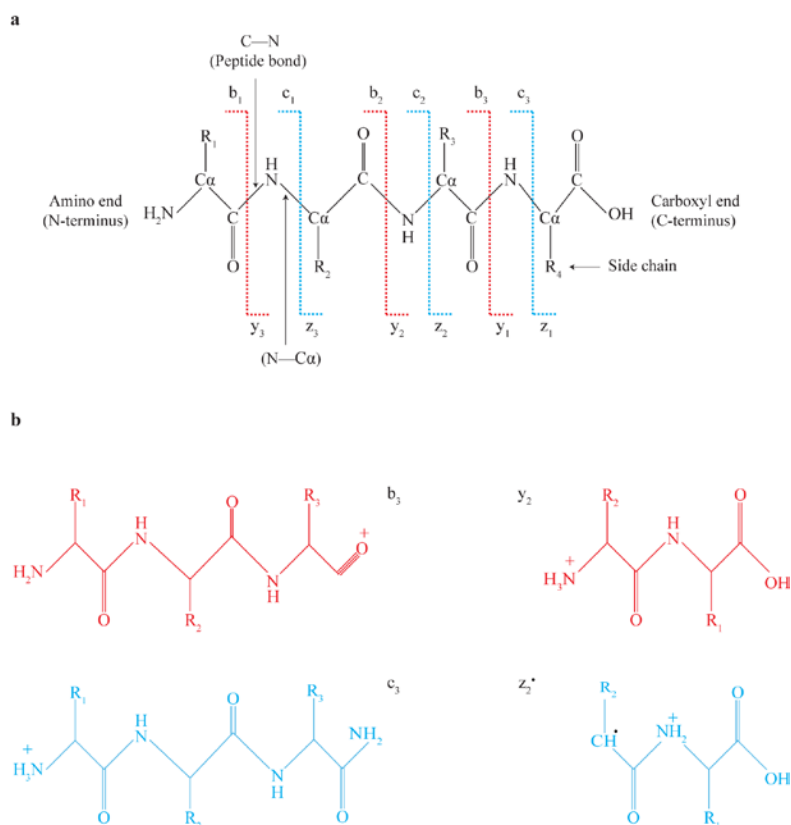 a
C—N
(Peptide bond)
b₁ c₁ b₂ c₂ b₃ c₃
R₁ H O R₃ H O
Cα N C Cα N C
Amino end
(N-terminus)
H₂N C Cα N C Cα OH
Carboxyl end
(C-terminus)
O R₂ H O R₄ Side chain
y₃ z₃ y₂ z₂ y₁ z₁
(N—Cα)
b
b₃ y₂
R₁ H O R₃ O +
H₂N N N
O R₂ H
R₂ H O
H₃N + N OH
O R₁
c₃ z₂•
R₁ H O R₃ NH₂
H₃N + N N
O H O
R₂ O
CH• NH₂ + OH
O